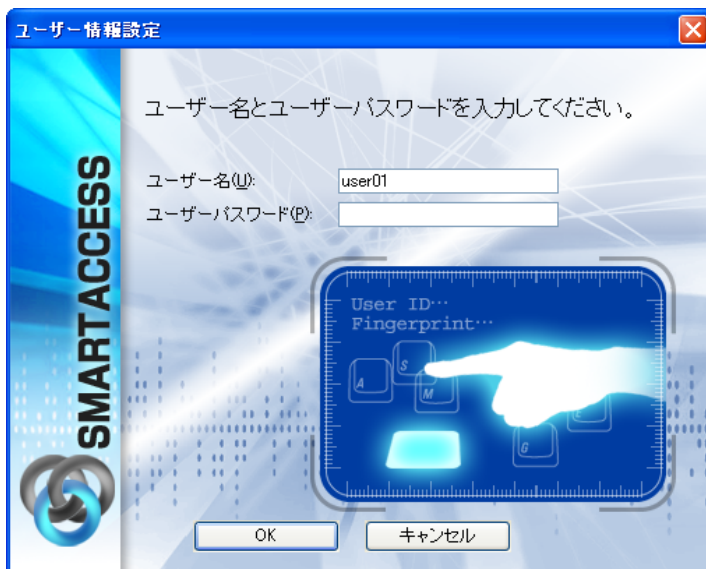 ユーザー情報設定
SMARTACCESS
ユーザー名とユーザーパスワードを入力してください。
ユーザー名(U):
user01
ユーザーパスワード(P):
User ID…
Fingerprint…
A
S
M
G
E
OK
キャンセル